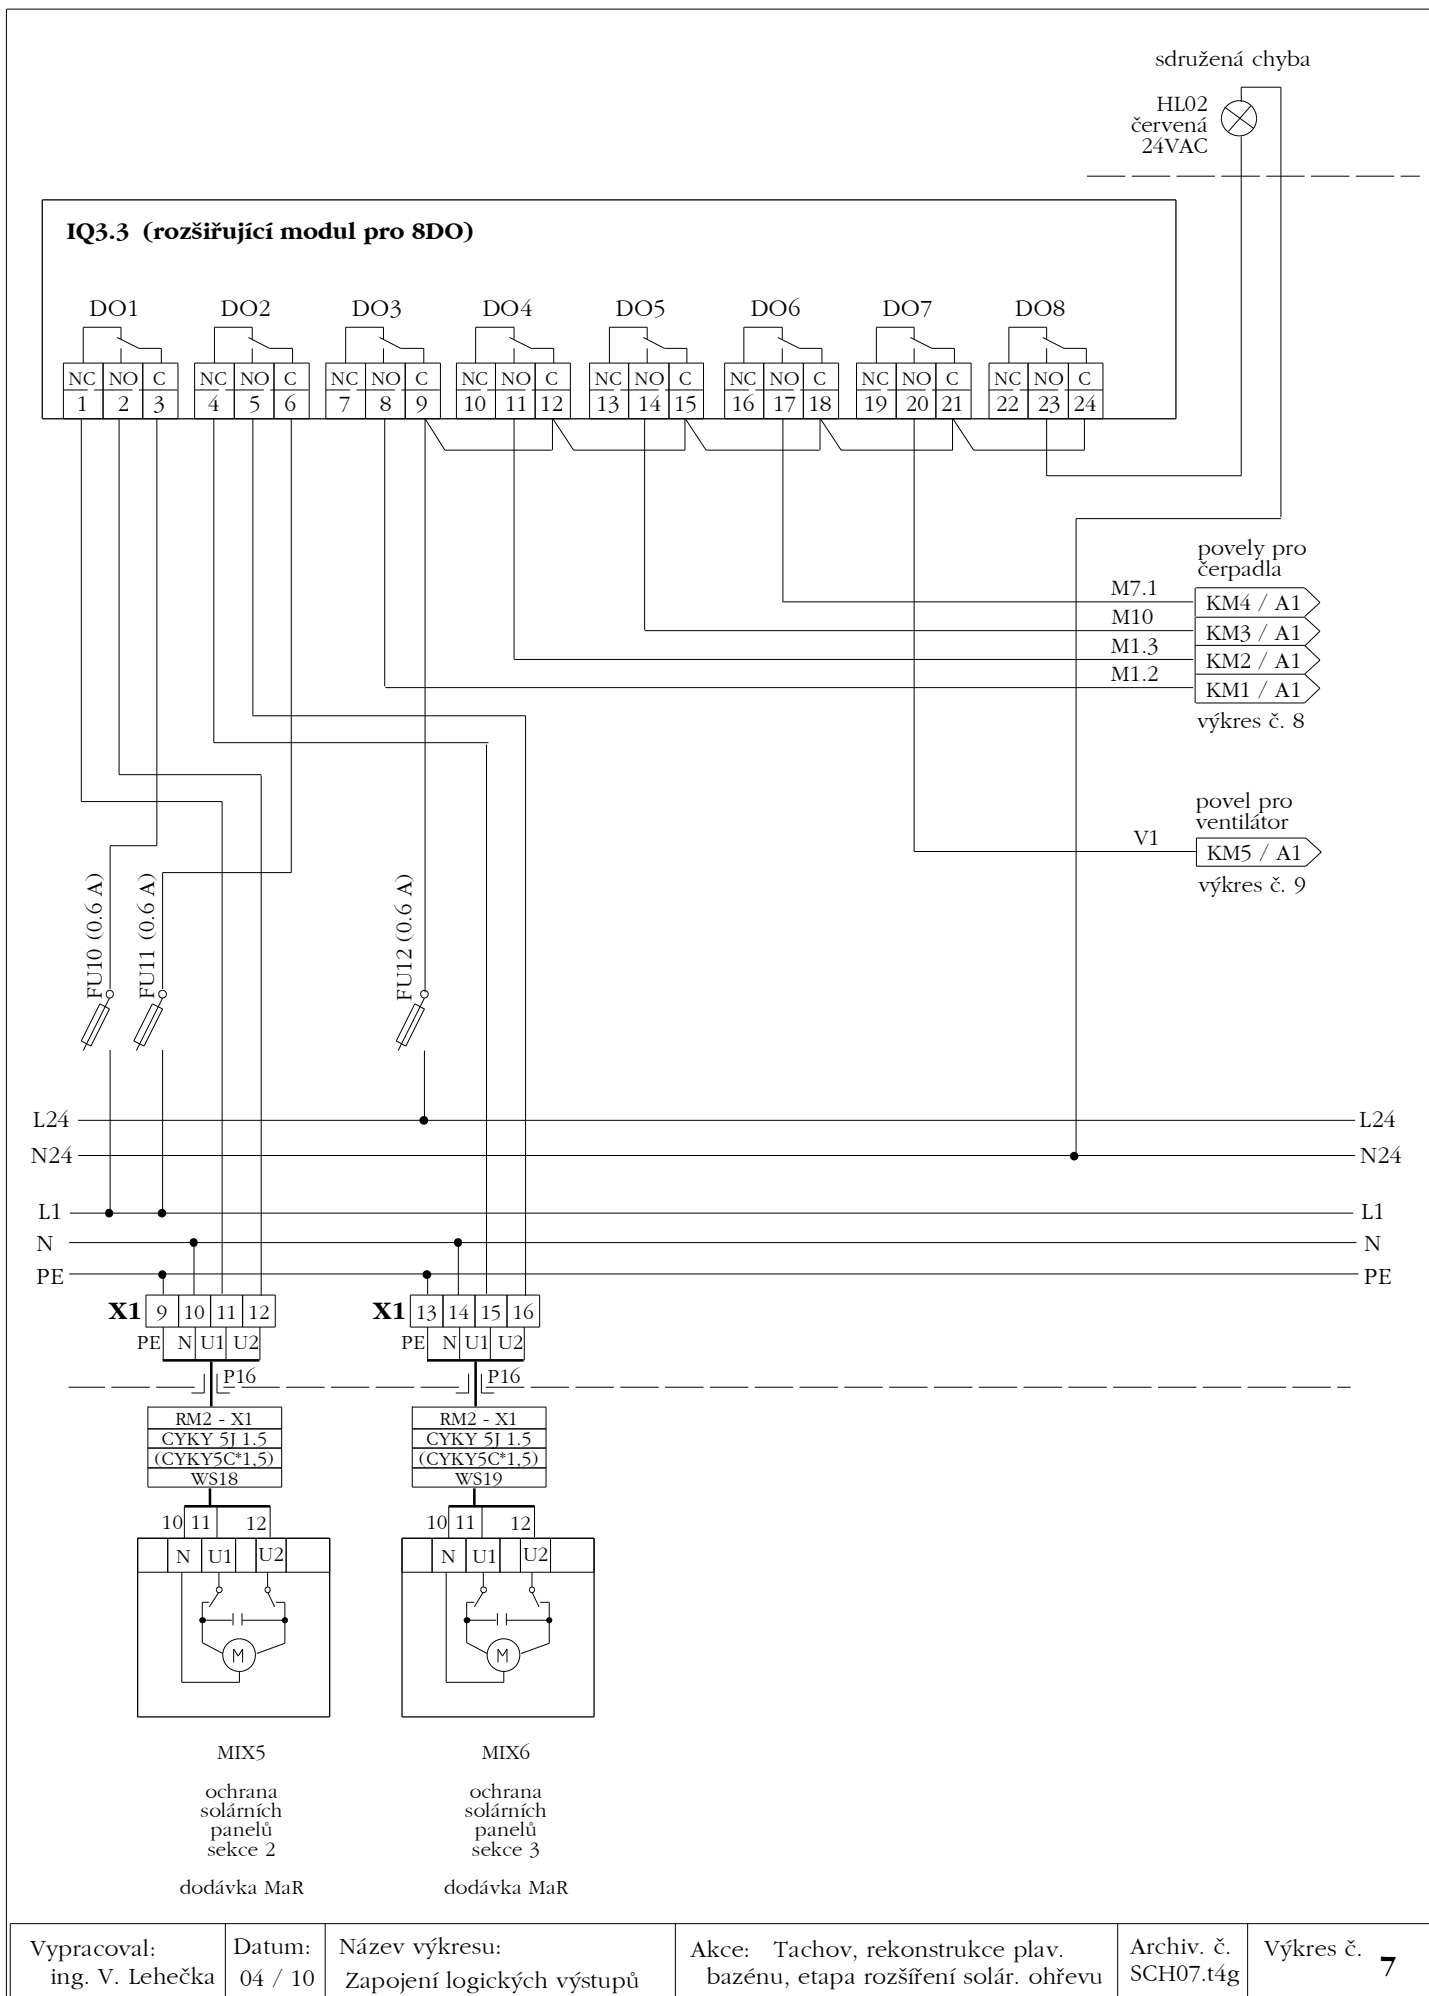 sdružená chyba
HL02
červená
24VAC
IQ3.3 (rozšiřující modul pro 8DO)
DO1 DO2 DO3 DO4 DO5 DO6 DO7 DO8
NC NO C NC NO C NC NO C NC NO C NC NO C NC NO C NC NO C NC NO C
1 2 3 4 5 6 7 8 9 10 11 12 13 14 15 16 17 18 19 20 21 22 23 24
povely pro
čerpadla
M7.1 KM4 / A1
M10 KM3 / A1
M1.3 KM2 / A1
M1.2 KM1 / A1
výkres č. 8
povel pro
ventilátor
V1 KM5 / A1
výkres č. 9
FU10 (0.6 A)
FU11 (0.6 A)
FU12 (0.6 A)
L24 L24
N24 N24
L1 L1
N N
PE PE
X1 9 10 11 12 X1 13 14 15 16
PE N U1 U2 PE N U1 U2
P16 P16
RM2 - X1 RM2 - X1
CYKY 5J 1.5 CYKY 5J 1.5
(CYKY5C*1,5) (CYKY5C*1,5)
WS18 WS19
10 11 12 10 11 12
N U1 U2 N U1 U2
M M
MIX5 MIX6
ochrana ochrana
solárních solárních
panelů panelů
sekce 2 sekce 3
dodávka MaR dodávka MaR
Vypracoval: Datum: Název výkresu: Akce: Tachov, rekonstrukce plav. Archiv. č. Výkres č. 7
ing. V. Lehečka 04 / 10 Zapojení logických výstupů bazénu, etapa rozšíření solár. ohřevu SCH07.t4g